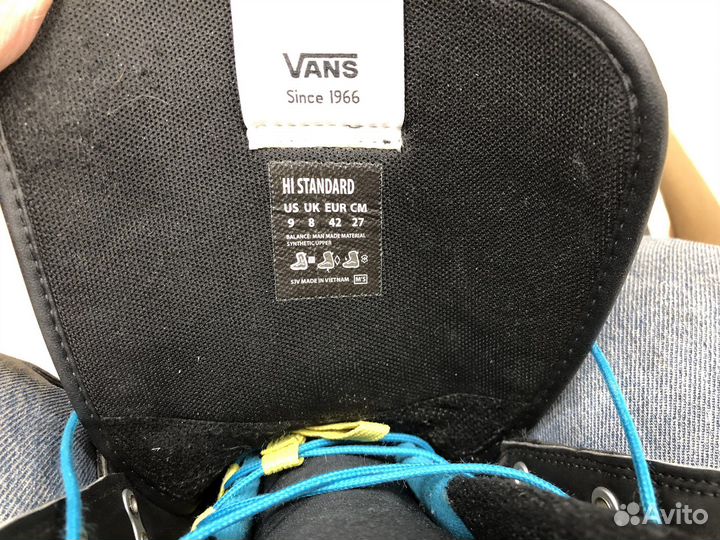 VANS
Since 1966
HI STANDARD
US UK EUR CM
9 8 42 27
BALANCE: MAN MADE MATERIAL
SYNTHETIC UPPER
SJV MADE IN VIETNAM M'S
Avito